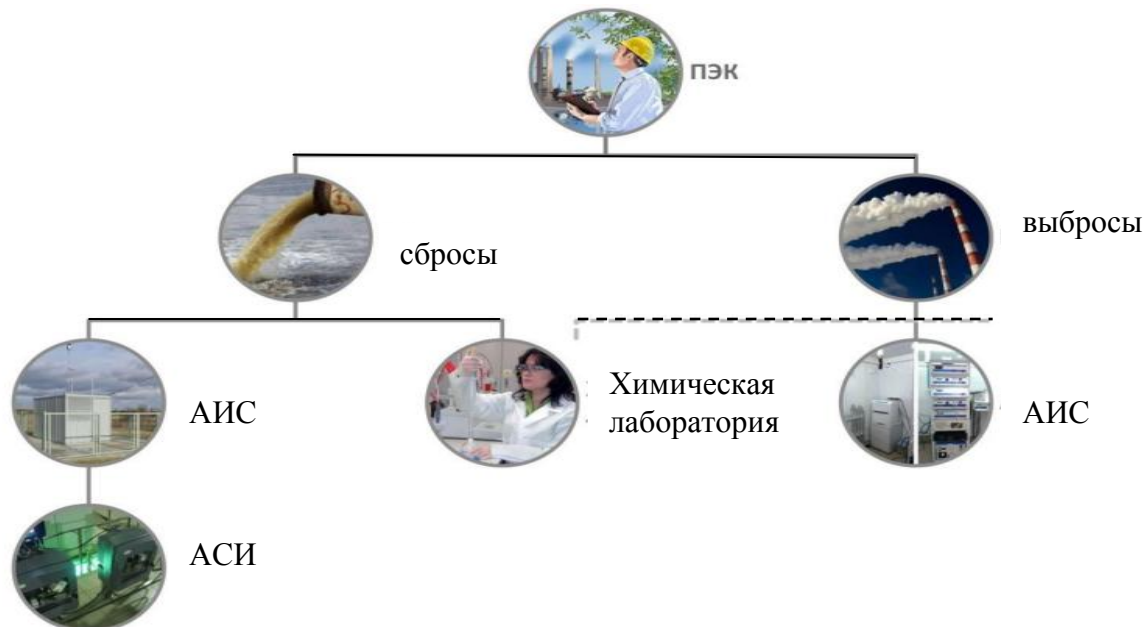 ПЭК
сбросы
выбросы
АИС
Химическая
лаборатория
АИС
АСИ